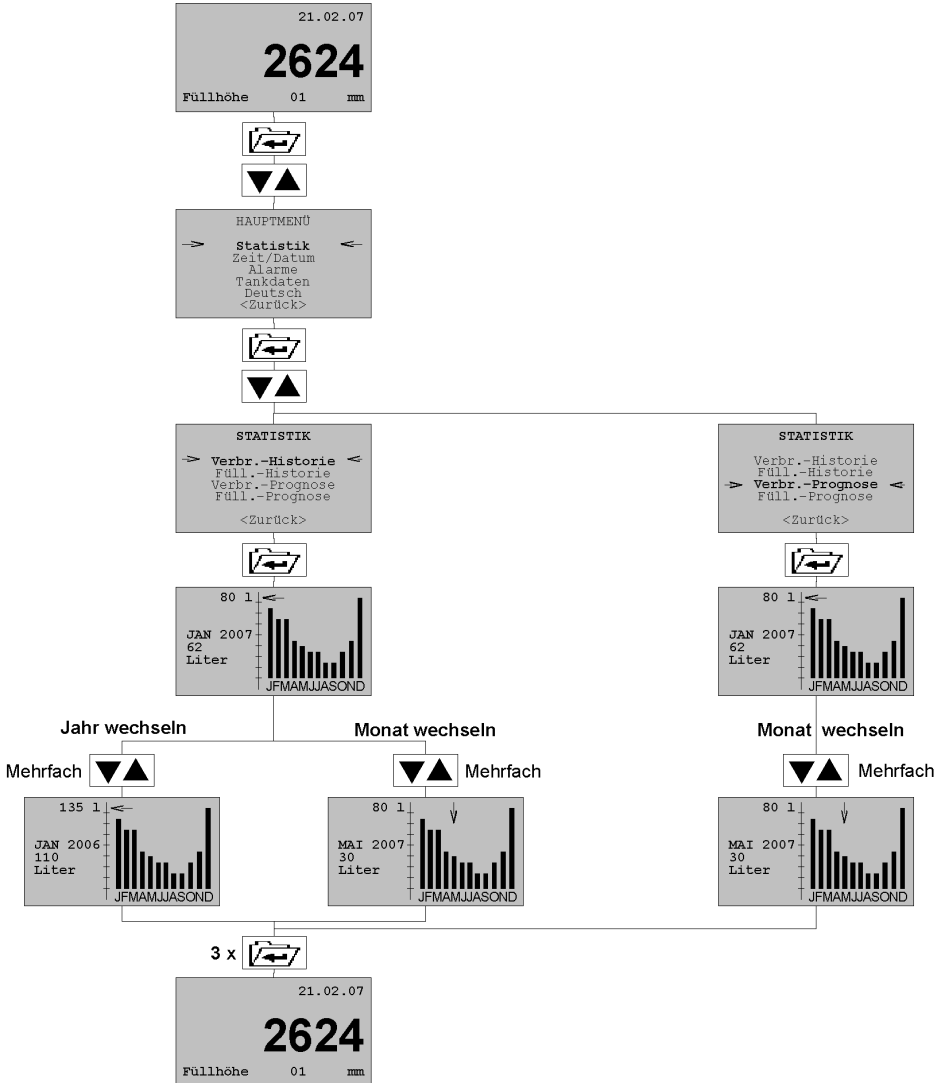 21.02.07
2624
Füllhöhe 01 mm
HAUPTMENÜ
Statistik
Zeit/Datum
Alarme
Tankdaten
Deutsch
<Zurück>
STATISTIK
Verbr.-Historie
Füll.-Historie
Verbr.-Prognose
Füll.-Prognose
<Zurück>
STATISTIK
Verbr.-Historie
Füll.-Historie
Verbr.-Prognose
Füll.-Prognose
<Zurück>
80 l
JAN 2007
62
Liter
JFMAMJJASOND
80 l
JAN 2007
62
Liter
JFMAMJJASOND
Jahr wechseln
Monat wechseln
Monat wechseln
Mehrfach
Mehrfach
Mehrfach
135 l
JAN 2006
110
Liter
JFMAMJJASOND
80 l
MAI 2007
30
Liter
JFMAMJJASOND
80 l
MAI 2007
30
Liter
JFMAMJJASOND
3 x
21.02.07
2624
Füllhöhe 01 mm